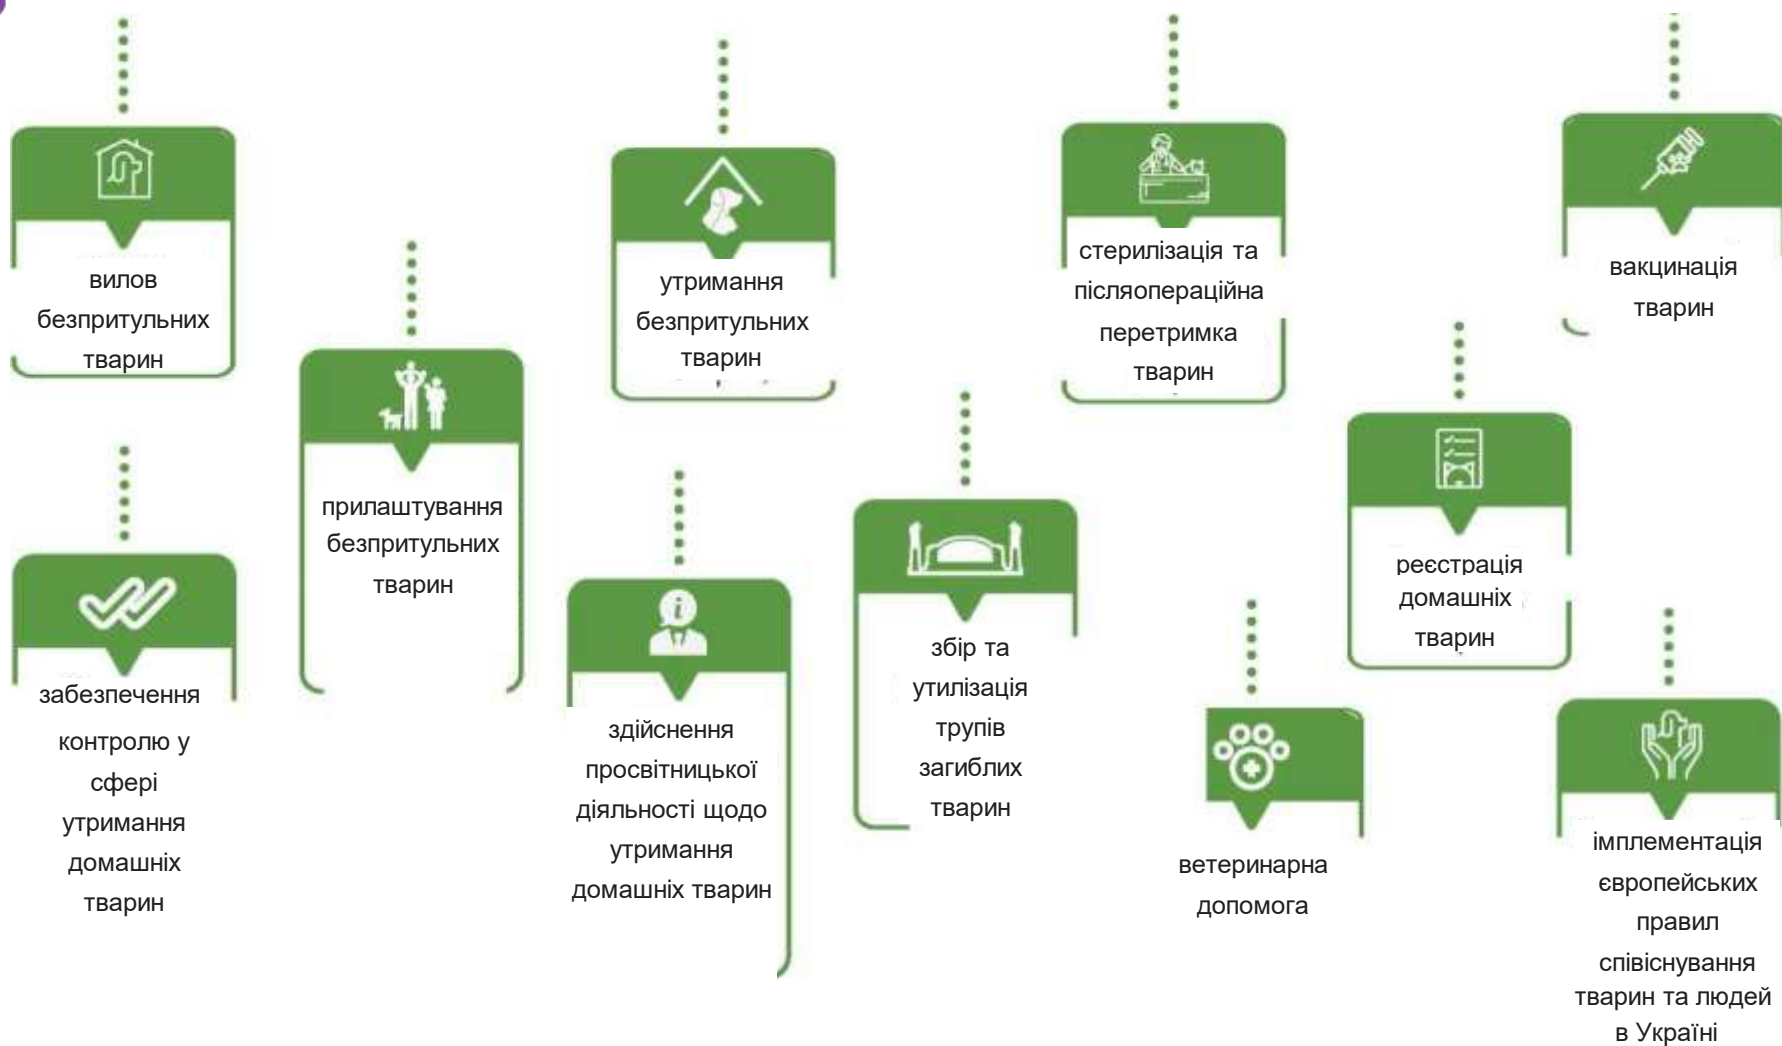 вилов
безпритульних
тварин
утримання
безпритульних
тварин
стерилізація та
післяопераційна
перетримка
тварин
вакцинація
тварин
прилаштування
безпритульних
тварин
реєстрація
домашніх
тварин
забезпечення
контролю у
сфері
утримання
домашніх
тварин
здійснення
просвітницької
діяльності щодо
утримання
домашніх тварин
збір та
утилізація
трупів
загиблих
тварин
ветеринарна
допомога
імплементація
європейських
правил
співіснування
тварин та людей
в Україні